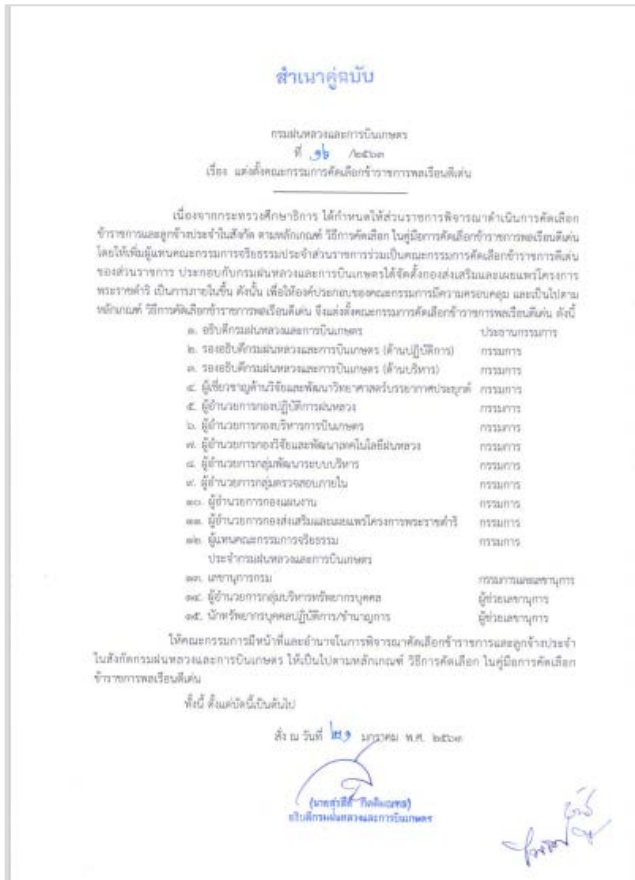 สำเนาคู่ฉบับ
กรมฝนหลวงและการบินเกษตร
ที่ ๑๖ /๒๕๖๓
เรื่อง แต่งตั้งคณะกรรมการคัดเลือกข้าราชการพลเรือนดีเด่น
เนื่องจากกระทรวงศึกษาธิการ ได้กำหนดให้ส่วนราชการพิจารณาดำเนินการคัดเลือก
ข้าราชการและลูกจ้างประจำในสังกัด ตามหลักเกณฑ์ วิธีการคัดเลือก ในคู่มือการคัดเลือกข้าราชการพลเรือนดีเด่น
โดยให้เพิ่มผู้แทนคณะกรรมการจริยธรรมประจำส่วนราชการร่วมเป็นคณะกรรมการคัดเลือกข้าราชการดีเด่น
ของส่วนราชการ ประกอบกับกรมฝนหลวงและการบินเกษตรได้จัดตั้งกองส่งเสริมและเผยแพร่โครงการ
พระราชดำริ เป็นการภายในขึ้น ดังนั้น เพื่อให้องค์ประกอบของคณะกรรมการมีความครอบคลุม และเป็นไปตาม
หลักเกณฑ์ วิธีการคัดเลือกข้าราชการพลเรือนดีเด่น จึงแต่งตั้งคณะกรรมการคัดเลือกข้าราชการพลเรือนดีเด่น ดังนี้
๑. อธิบดีกรมฝนหลวงและการบินเกษตร ประธานกรรมการ
๒. รองอธิบดีกรมฝนหลวงและการบินเกษตร (ด้านปฏิบัติการ) กรรมการ
๓. รองอธิบดีกรมฝนหลวงและการบินเกษตร (ด้านบริหาร) กรรมการ
๔. ผู้เชี่ยวชาญด้านวิจัยและพัฒนาวิทยาศาสตร์บรรยากาศประยุกต์ กรรมการ
๕. ผู้อำนวยการกองปฏิบัติการฝนหลวง กรรมการ
๖. ผู้อำนวยการกองบริหารการบินเกษตร กรรมการ
๗. ผู้อำนวยการกองวิจัยและพัฒนาเทคโนโลยีฝนหลวง กรรมการ
๘. ผู้อำนวยการกลุ่มพัฒนาระบบบริหาร กรรมการ
๙. ผู้อำนวยการกลุ่มตรวจสอบภายใน กรรมการ
๑๐. ผู้อำนวยการกองแผนงาน กรรมการ
๑๑. ผู้อำนวยการกองส่งเสริมและเผยแพร่โครงการพระราชดำริ กรรมการ
๑๒. ผู้แทนคณะกรรมการจริยธรรม กรรมการ
ประจำกรมฝนหลวงและการบินเกษตร
๑๓. เลขานุการกรม กรรมการและเลขานุการ
๑๔. ผู้อำนวยการกลุ่มบริหารทรัพยากรบุคคล ผู้ช่วยเลขานุการ
๑๕. นักทรัพยากรบุคคลปฏิบัติการ/ชำนาญการ ผู้ช่วยเลขานุการ
ให้คณะกรรมการมีหน้าที่และอำนาจในการพิจารณาคัดเลือกข้าราชการและลูกจ้างประจำ
ในสังกัดกรมฝนหลวงและการบินเกษตร ให้เป็นไปตามหลักเกณฑ์ วิธีการคัดเลือก ในคู่มือการคัดเลือก
ข้าราชการพลเรือนดีเด่น
ทั้งนี้ ตั้งแต่บัดนี้เป็นต้นไป
สั่ง ณ วันที่ ๒๑ มกราคม พ.ศ. ๒๕๖๓
(นายสุรสีห์ กิตติมณฑล)
อธิบดีกรมฝนหลวงและการบินเกษตร